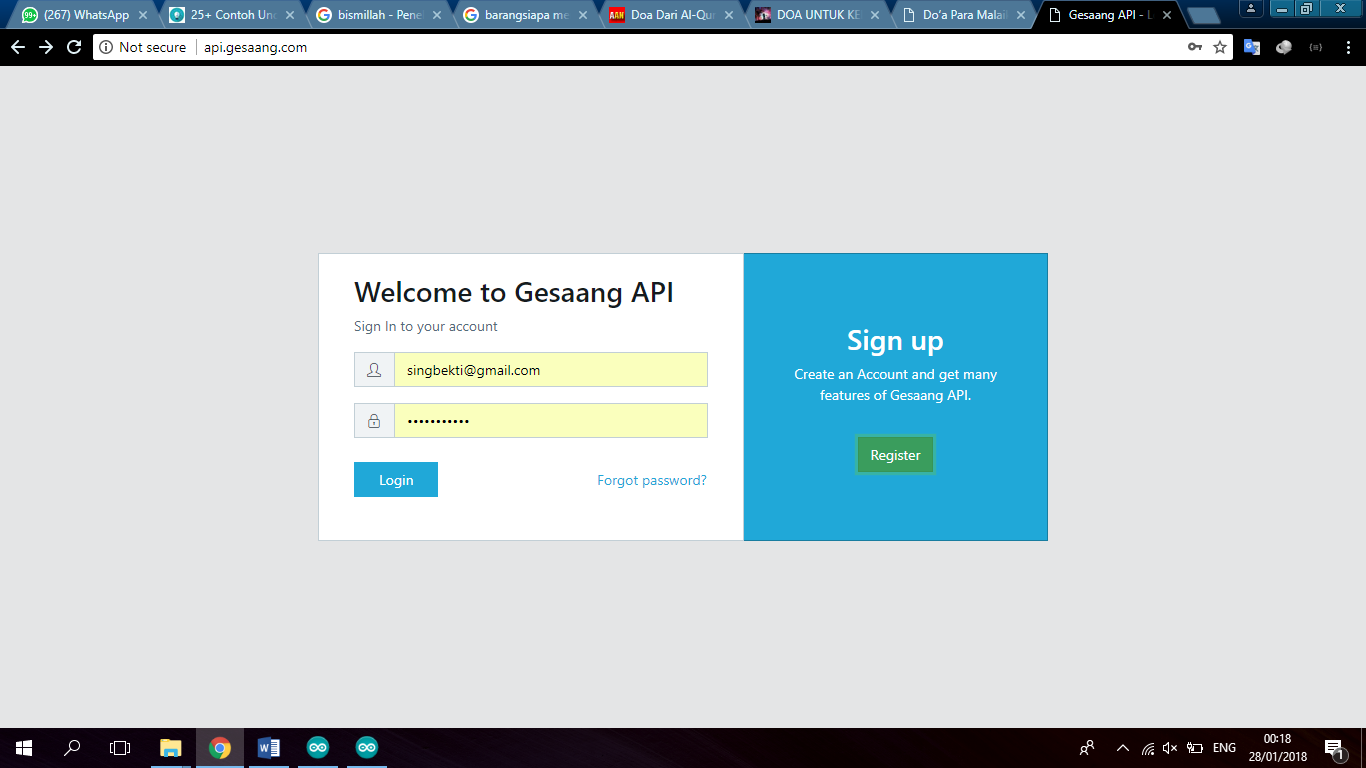 (267) WhatsApp
25+ Contoh Un
bismillah - Pene
barangsiapa me
AAN
Doa Dari Al-Qur
DOA UNTUK KE
Do'a Para Malai
Gesaang API - L
Not secure
api.gesaang.com
Welcome to Gesaang API
Sign In to your account
singbekti@gmail.com
Login
Forgot password?
Sign up
Create an Account and get many
features of Gesaang API.
Register
ENG
00:18
28/01/2018
1